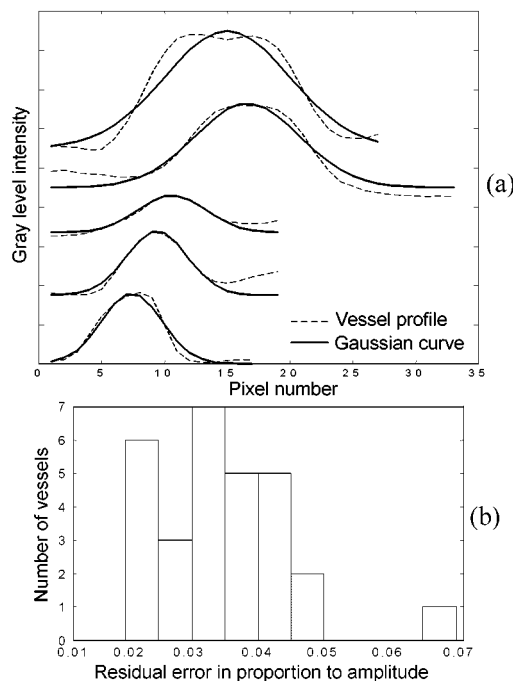 Gray level intensity
(a)
Vessel profile
Gaussian curve
0 5 10 15 20 25 30 35
Pixel number
7
6
5
4
3
2
1
0
Number of vessels
(b)
0.01 0.02 0.03 0.04 0.05 0.06 0.07
Residual error in proportion to amplitude